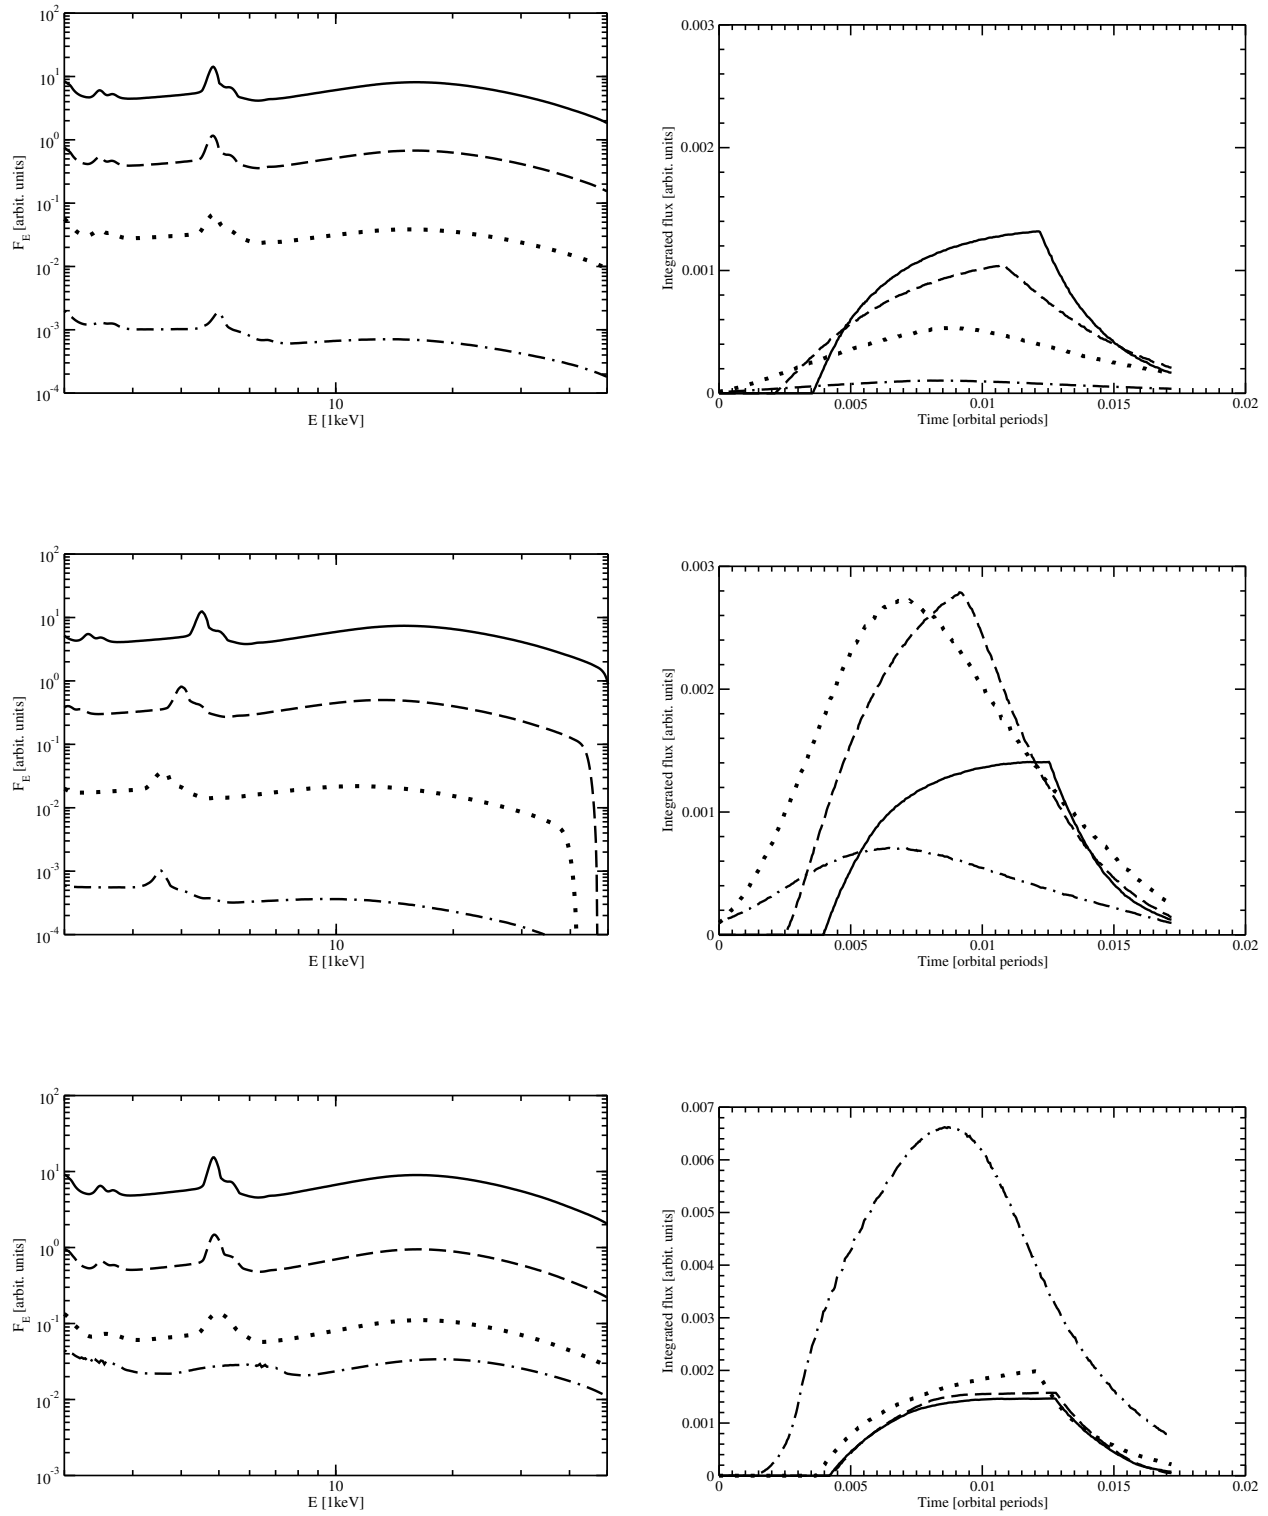 10^2
10^1
10^0
10^-1
10^-2
10^-3
10^-4
F_E [arbit. units]
10
E [1keV]
0.003
0.002
0.001
0
Integrated flux [arbit. units]
0 0.005 0.01 0.015 0.02
Time [orbital periods]
10^2
10^1
10^0
10^-1
10^-2
10^-3
10^-4
F_E [arbit. units]
10
E [1keV]
0.003
0.002
0.001
0
Integrated flux [arbit. units]
0 0.005 0.01 0.015 0.02
Time [orbital periods]
10^2
10^1
10^0
10^-1
10^-2
10^-3
F_E [arbit. units]
10
E [1keV]
0.007
0.006
0.005
0.004
0.003
0.002
0.001
0
Integrated flux [arbit. units]
0 0.005 0.01 0.015 0.02
Time [orbital periods]